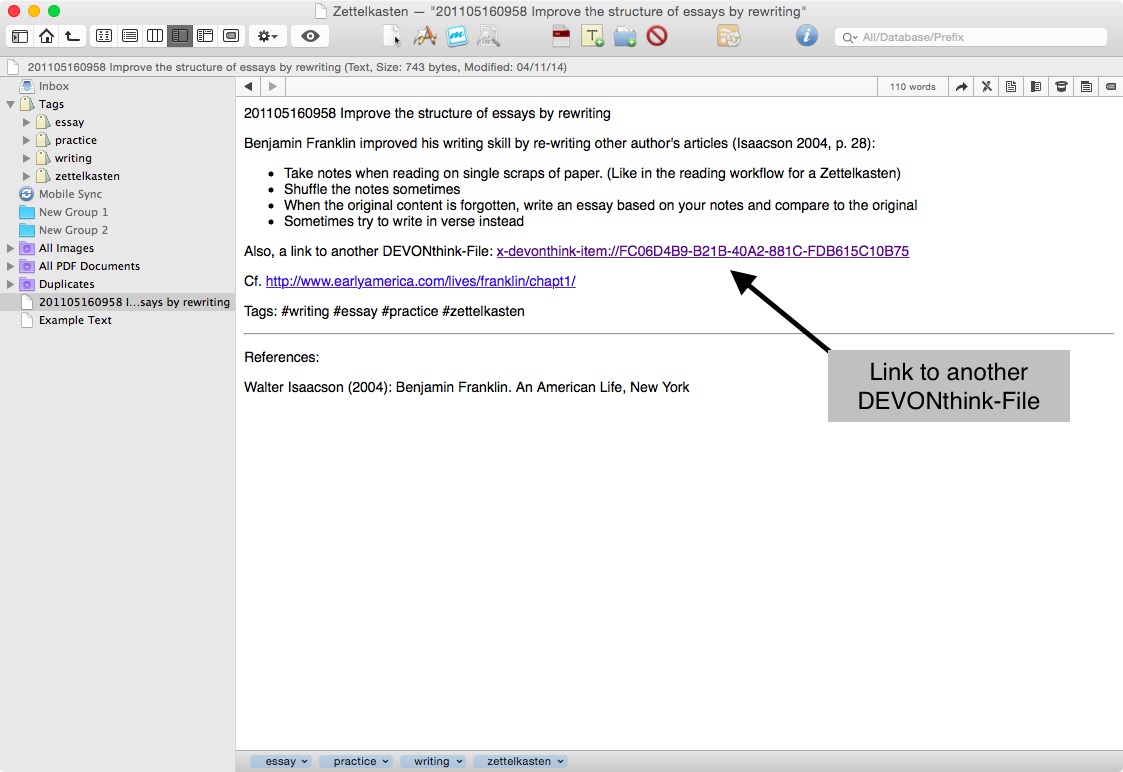 Zettelkasten — "201105160958 Improve the structure of essays by rewriting"
All/Database/Prefix
201105160958 Improve the structure of essays by rewriting (Text, Size: 743 bytes, Modified: 04/11/14)
Inbox
Tags
essay
practice
writing
zettelkasten
Mobile Sync
New Group 1
New Group 2
All Images
All PDF Documents
Duplicates
201105160958 I...says by rewriting
Example Text
110 words
201105160958 Improve the structure of essays by rewriting
Benjamin Franklin improved his writing skill by re-writing other author's articles (Isaacson 2004, p. 28):
• Take notes when reading on single scraps of paper. (Like in the reading workflow for a Zettelkasten)
• Shuffle the notes sometimes
• When the original content is forgotten, write an essay based on your notes and compare to the original
• Sometimes try to write in verse instead
Also, a link to another DEVONthink-File: x-devonthink-item://FC06D4B9-B21B-40A2-881C-FDB615C10B75
Cf. http://www.earlyamerica.com/lives/franklin/chapt1/
Tags: #writing #essay #practice #zettelkasten
References:
Walter Isaacson (2004): Benjamin Franklin. An American Life, New York
Link to another
DEVONthink-File
essay
practice
writing
zettelkasten